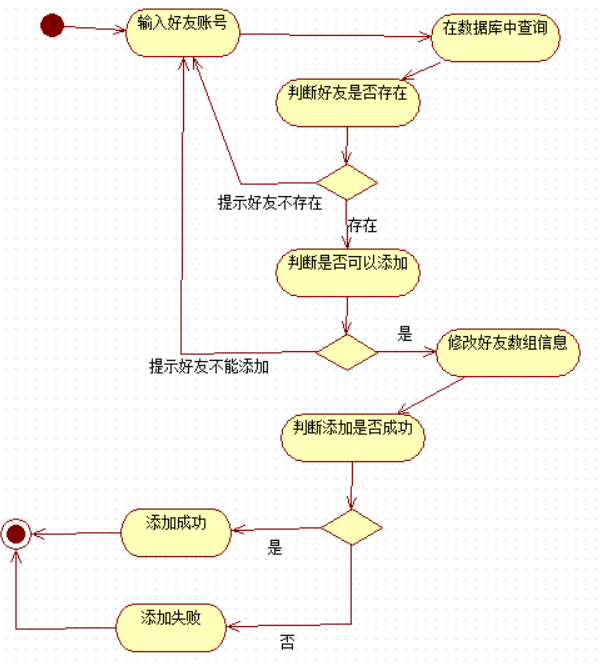 输入好友账号
在数据库中查询
判断好友是否存在
提示好友不存在
存在
判断是否可以添加
是
修改好友数组信息
提示好友不能添加
判断添加是否成功
添加成功
是
添加失败
否